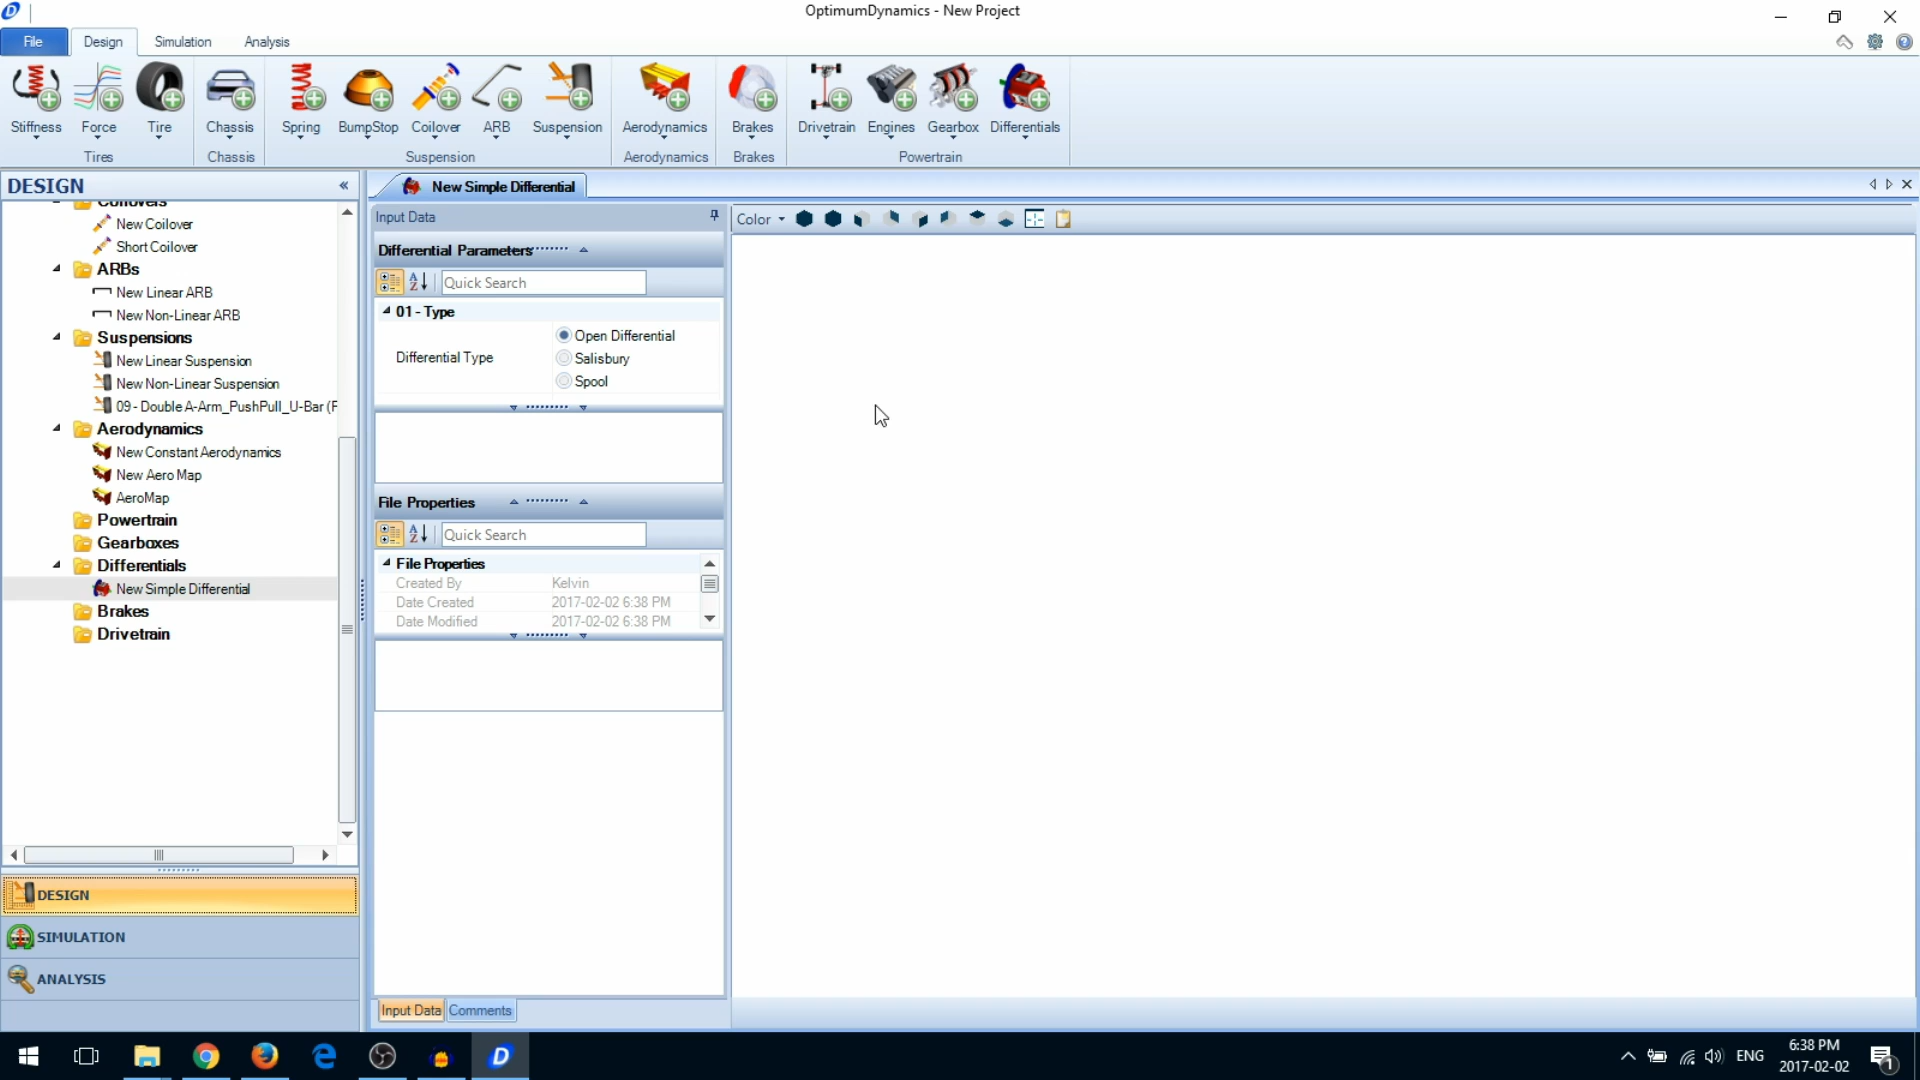 OptimumDynamics - New Project
File Design Simulation Analysis
Stiffness Force Tire Chassis Spring BumpStop Coilover ARB Suspension Aerodynamics Brakes Drivetrain Engines Gearbox Differentials
Tires Chassis Suspension Aerodynamics Brakes Powertrain
DESIGN
Coilovers
New Coilover
Short Coilover
ARBs
New Linear ARB
New Non-Linear ARB
Suspensions
New Linear Suspension
New Non-Linear Suspension
09 - Double A-Arm_PushPull_U-Bar (F
Aerodynamics
New Constant Aerodynamics
New Aero Map
AeroMap
Powertrain
Gearboxes
Differentials
New Simple Differential
Brakes
Drivetrain
DESIGN
SIMULATION
ANALYSIS
New Simple Differential
Input Data
Differential Parameters
Quick Search
01 - Type
Differential Type
Open Differential
Salisbury
Spool
File Properties
Quick Search
File Properties
Created By Kelvin
Date Created 2017-02-02 6:38 PM
Date Modified 2017-02-02 6:38 PM
Input Data Comments
Color
ENG
6:38 PM
2017-02-02
1